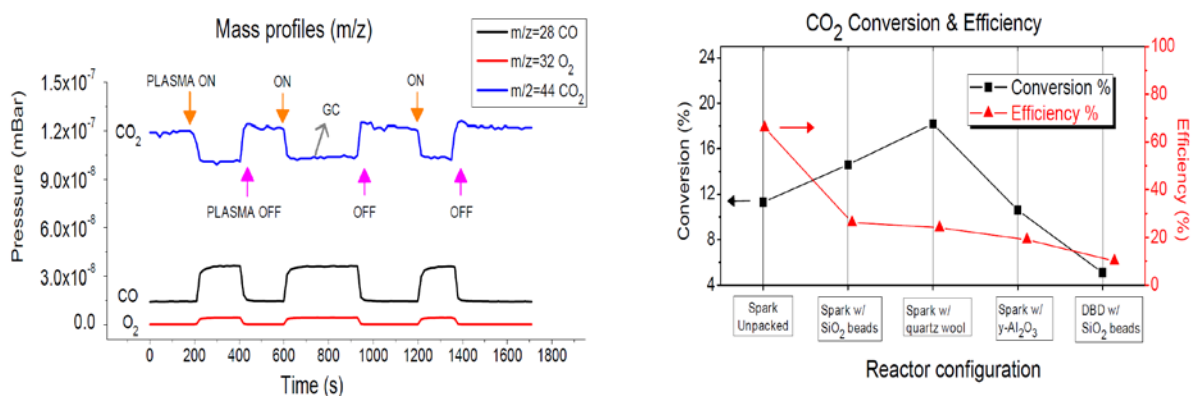 Mass profiles (m/z)
m/z=28 CO
m/z=32 O₂
m/2=44 CO₂
PLASMA ON
ON
ON
GC
CO₂
PLASMA OFF
OFF
OFF
CO
O₂
Presssure (mBar)
1.5x10⁻⁷
1.2x10⁻⁷
9.0x10⁻⁸
6.0x10⁻⁸
3.0x10⁻⁸
0.0
0 200 400 600 800 1000 1200 1400 1600 1800
Time (s)
CO₂ Conversion & Efficiency
Conversion %
Efficiency %
Conversion (%)
24
20
16
12
8
4
Efficiency (%)
100
80
60
40
20
0
Spark
Unpacked
Spark w/
SiO₂ beads
Spark w/
quartz wool
Spark w/
y-Al₂O₃
DBD w/
SiO₂ beads
Reactor configuration